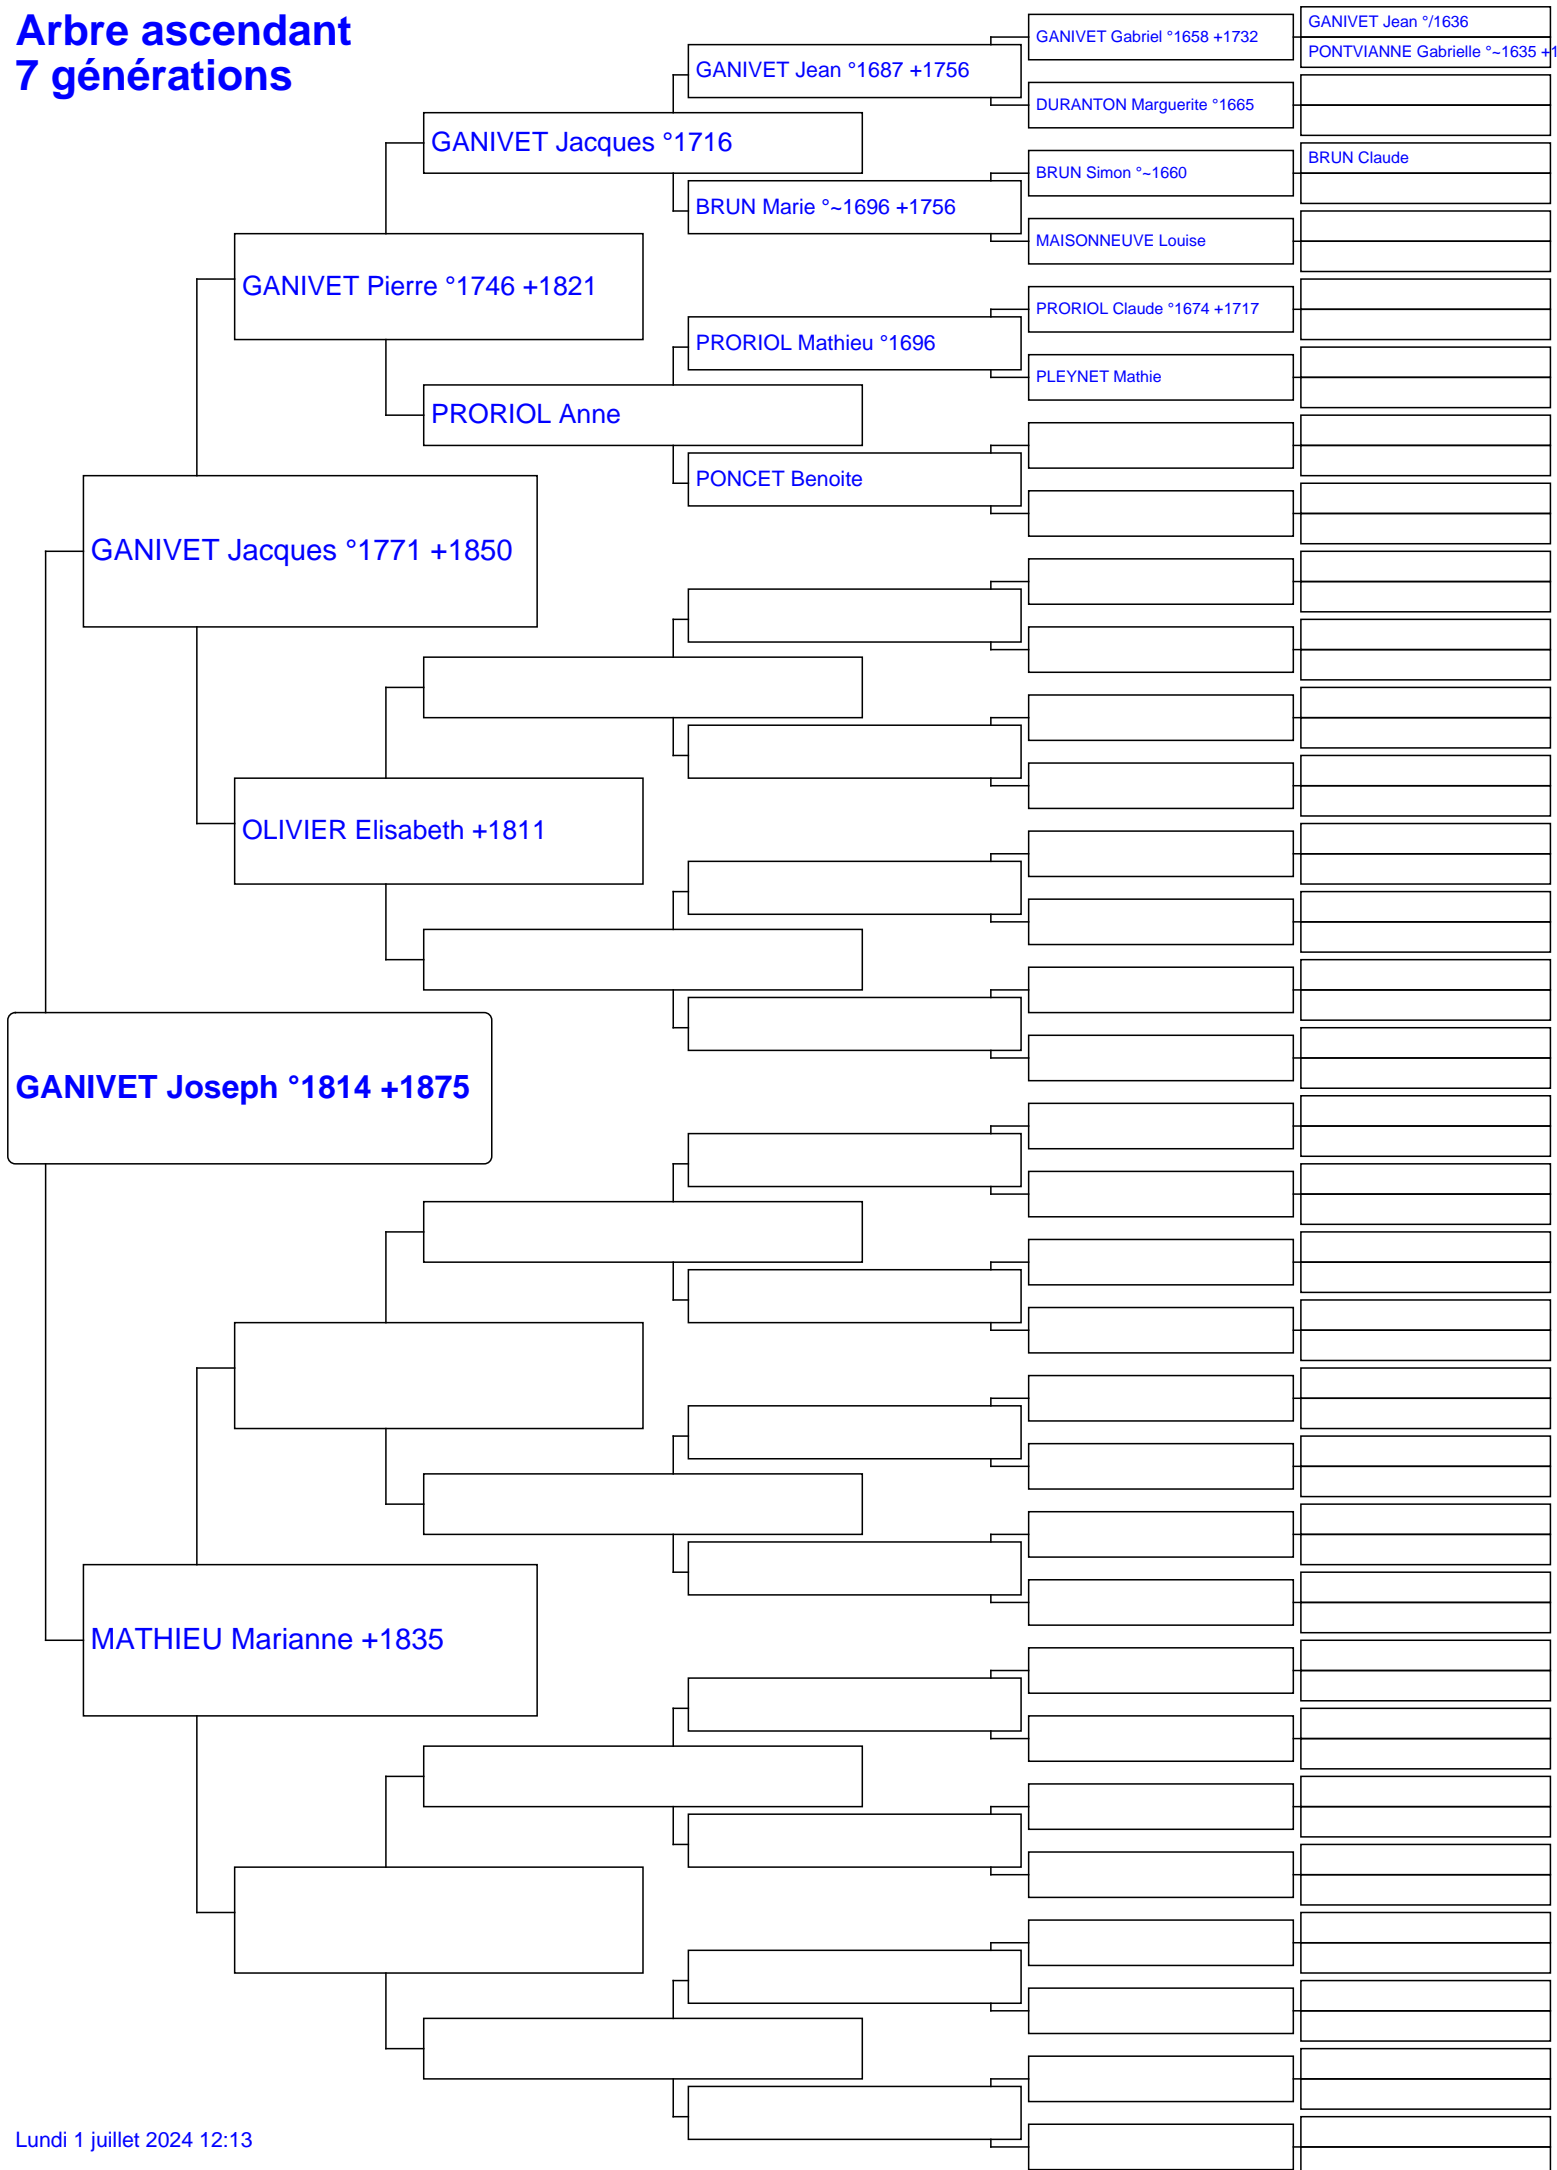 Arbre ascendant
7 générations
GANIVET Jean °/1636
PONTVIANNE Gabrielle °~1635 +1
GANIVET Gabriel °1658 +1732
GANIVET Jean °1687 +1756
DURANTON Marguerite °1665
GANIVET Jacques °1716
BRUN Claude
BRUN Simon °~1660
BRUN Marie °~1696 +1756
MAISONNEUVE Louise
GANIVET Pierre °1746 +1821
PRORIOL Claude °1674 +1717
PRORIOL Mathieu °1696
PLEYNET Mathie
PRORIOL Anne
PONCET Benoite
GANIVET Jacques °1771 +1850
OLIVIER Elisabeth +1811
GANIVET Joseph °1814 +1875
MATHIEU Marianne +1835
Lundi 1 juillet 2024 12:13